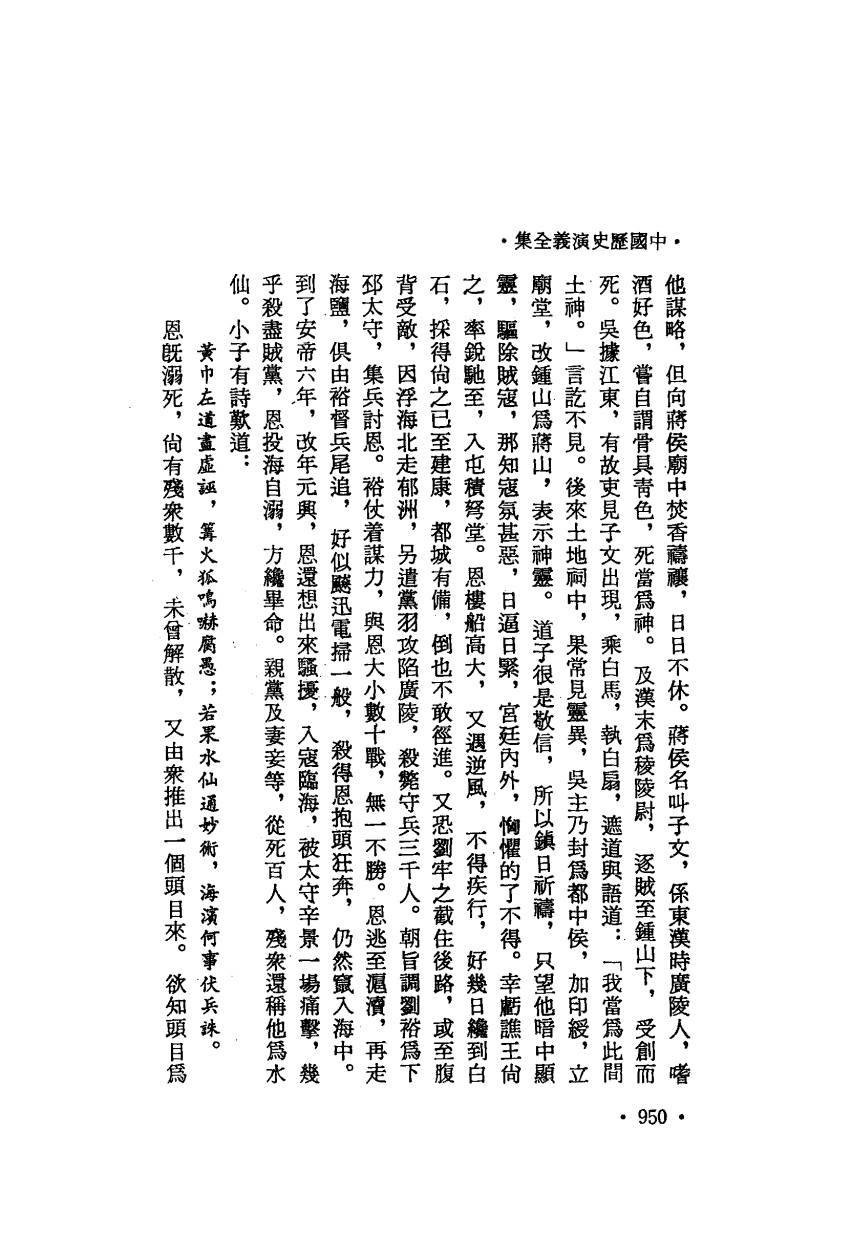 ·中國歷史演義全集·
他謀略，但向蔣侯廟中焚香禱禳，日日不休。蔣侯名叫子文，係東漢時廣陵人，嗜
酒好色，嘗自謂骨具靑色，死當爲神。及漢末爲稜陵尉，逐賊至鍾山下，受創而
死。吳據江東，有故吏見子文出現，乘白馬，執白扇，遮道與語道：「我當爲此間
土神。」言訖不見。後來土地祠中，果常見靈異，吳主乃封爲都中侯，加印綬，立
廟堂，改鍾山爲蔣山，表示神靈。道子很是敬信，所以鎭日祈禱，只望他暗中顯
靈，驅除賊寇，那知寇氛甚惡，日逼日緊，宮廷內外，恟懼的了不得。幸虧譙王尙
之，率銳馳至，入屯積弩堂。恩樓船高大，又遇逆風，不得疾行，好幾日纔到白
石，採得尙之已至建康，都城有備，倒也不敢徑進。又恐劉牢之截住後路，或至腹
背受敵，因浮海北走郁洲，另遣黨羽攻陷廣陵，殺斃守兵三千人。朝旨調劉裕爲下
邳太守，集兵討恩。裕仗着謀力，與恩大小數十戰，無一不勝。恩逃至滬瀆，再走
海鹽，俱由裕督兵尾追，好似飈迅電掃一般，殺得恩抱頭狂奔，仍然竄入海中。
到了安帝六年，改年元興，恩還想出來騷擾，入寇臨海，被太守辛景一場痛擊，幾
乎殺盡賊黨，恩投海自溺，方纔畢命。親黨及妻妾等，從死百人，殘衆還稱他爲水
仙。小子有詩歎道：
黃巾左道盡虛誣，篝火狐鳴嚇腐愚；若果水仙通妙術，海濱何事伏兵誅。
恩旣溺死，尙有殘衆數千，未曾解散，又由衆推出一個頭目來。欲知頭目爲
·950·